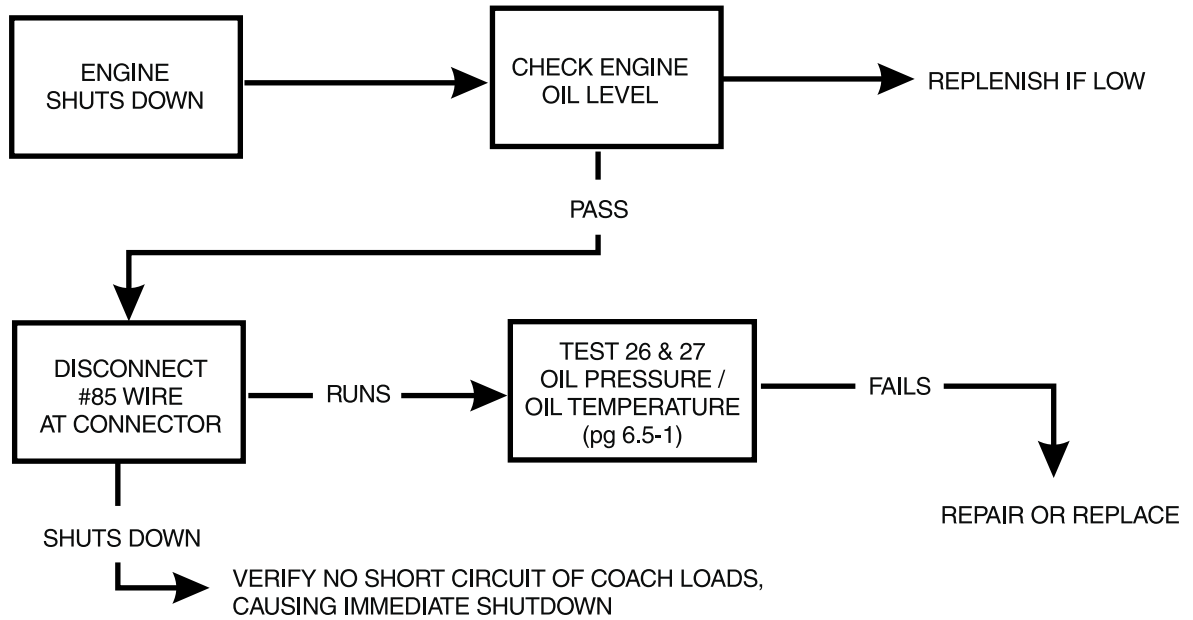 ENGINE
SHUTS DOWN
CHECK ENGINE
OIL LEVEL
REPLENISH IF LOW
PASS
DISCONNECT
#85 WIRE
AT CONNECTOR
RUNS
TEST 26 & 27
OIL PRESSURE /
OIL TEMPERATURE
(pg 6.5-1)
FAILS
REPAIR OR REPLACE
SHUTS DOWN
VERIFY NO SHORT CIRCUIT OF COACH LOADS,
CAUSING IMMEDIATE SHUTDOWN